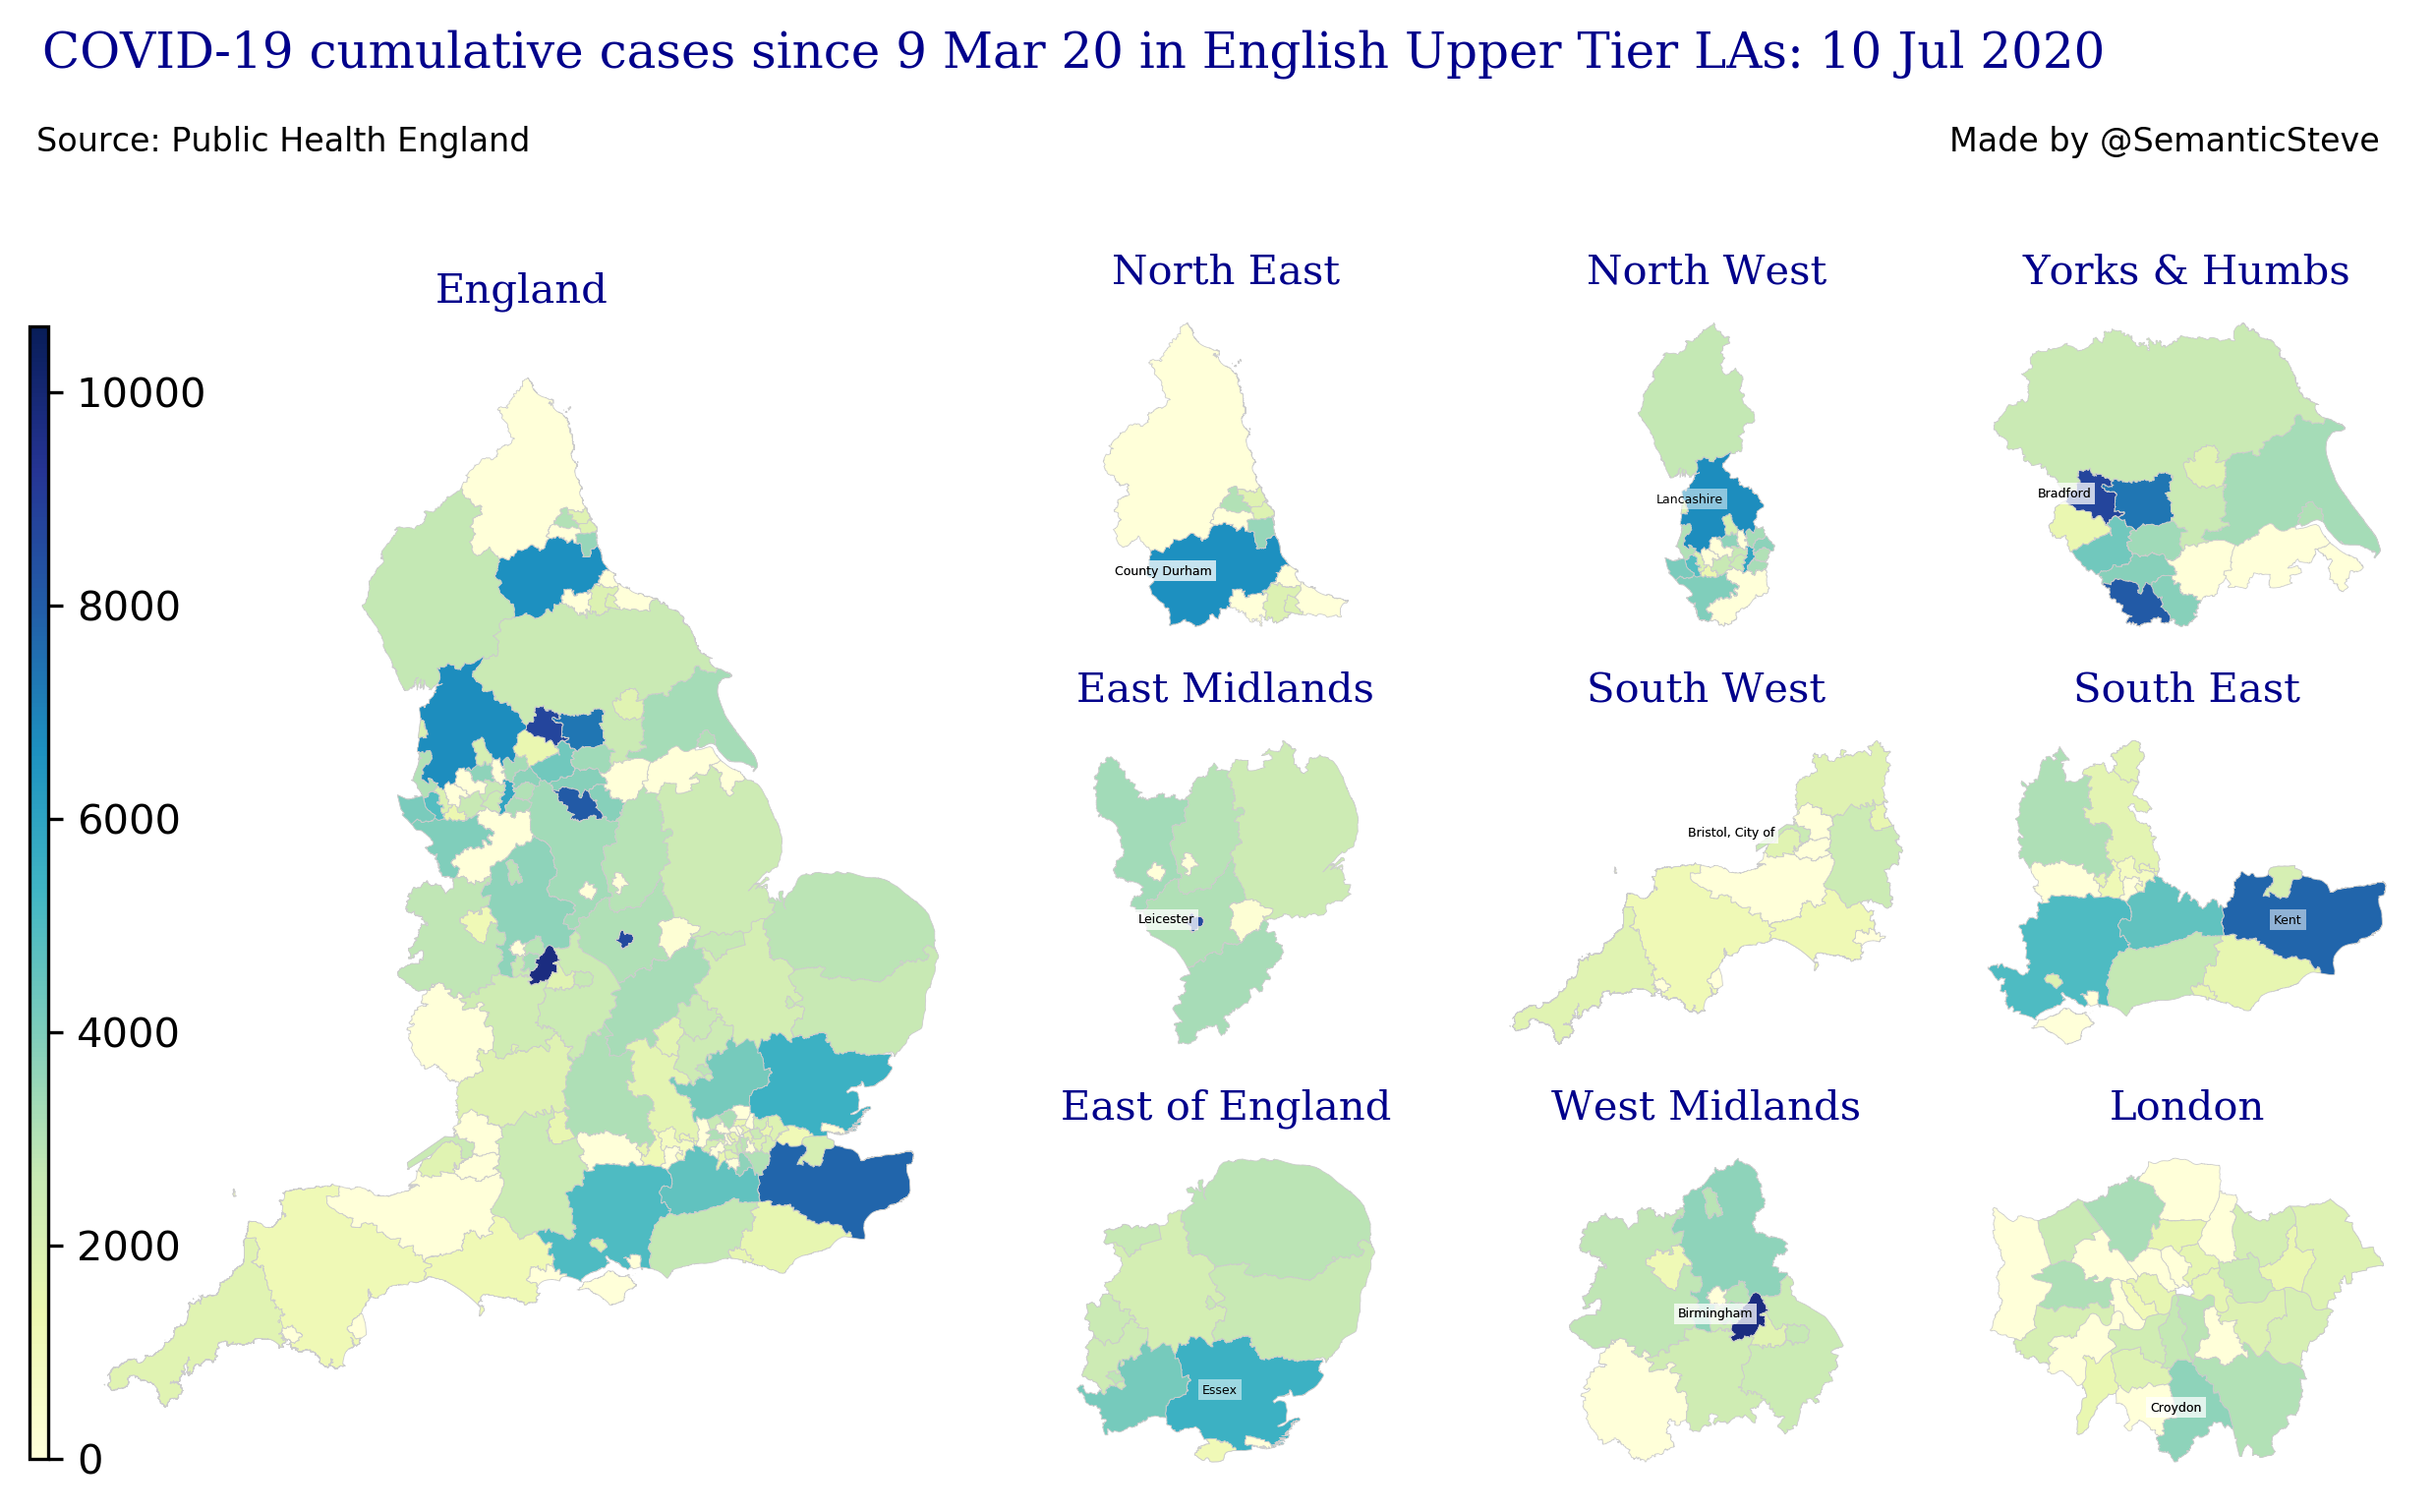 COVID-19 cumulative cases since 9 Mar 20 in English Upper Tier LAs: 10 Jul 2020
Source: Public Health England
Made by @SemanticSteve
England
10000
8000
6000
4000
2000
0
North East
County Durham
North West
Lancashire
Yorks & Humbs
Bradford
East Midlands
Leicester
South West
Bristol, City of
South East
Kent
East of England
Essex
West Midlands
Birmingham
London
Croydon